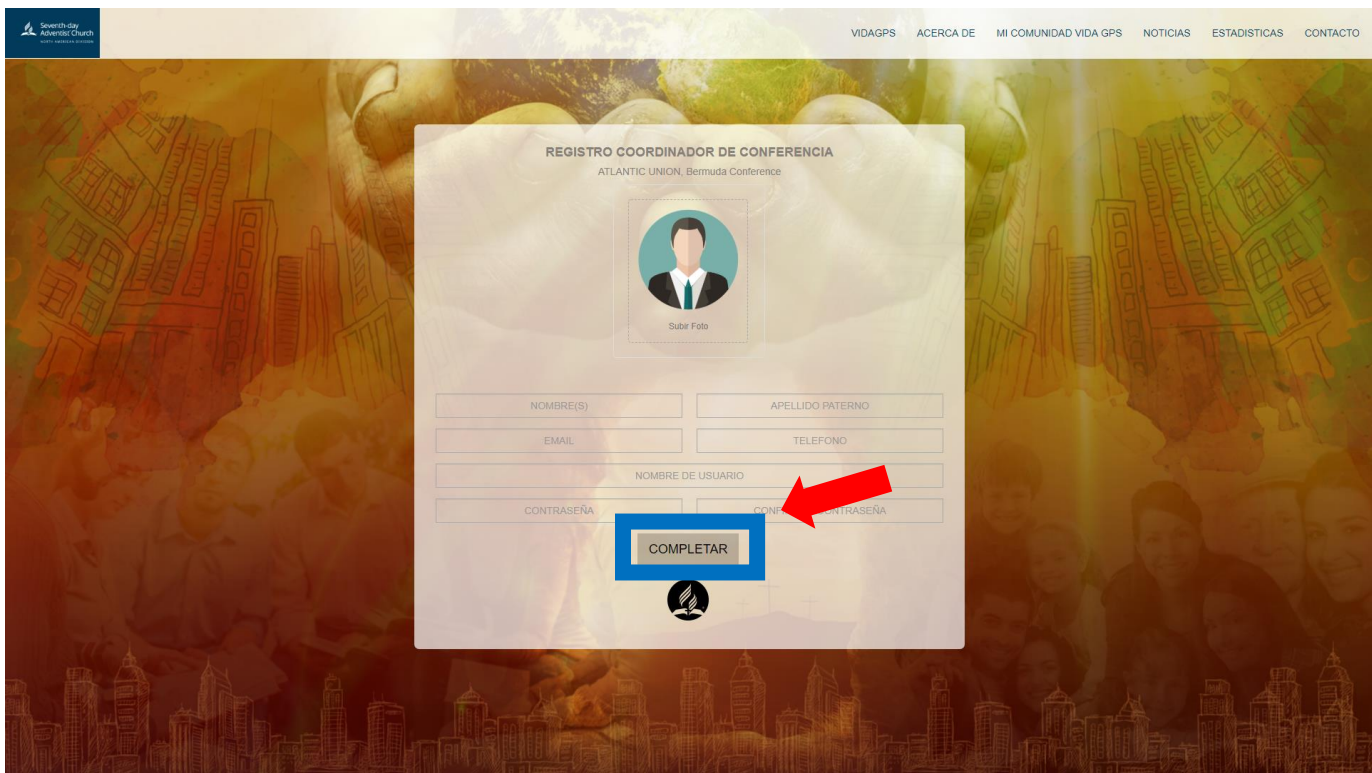 Seventh-day
Adventist Church
NORTH AMERICAN DIVISION
VIDAGPS ACERCA DE MI COMUNIDAD VIDA GPS NOTICIAS ESTADISTICAS CONTACTO
REGISTRO COORDINADOR DE CONFERENCIA
ATLANTIC UNION, Bermuda Conference
Subir Foto
NOMBRE(S) APELLIDO PATERNO
EMAIL TELEFONO
NOMBRE DE USUARIO
CONTRASEÑA CONTRASEÑA
COMPLETAR